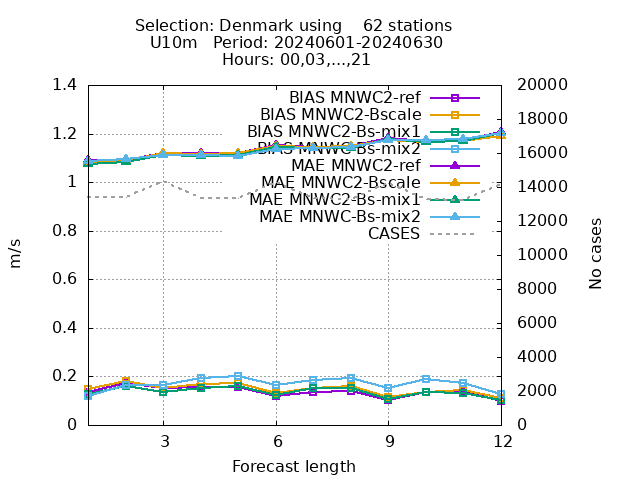 Selection: Denmark using    62 stations
U10m   Period: 20240601-20240630
Hours: 00,03,...,21
1.4
1.2
1
0.8
0.6
0.4
0.2
0
m/s
20000
18000
16000
14000
12000
10000
8000
6000
4000
2000
0
No cases
BIAS MNWC2-ref
BIAS MNWC2-Bscale
BIAS MNWC2-Bs-mix1
BIAS MNWC-Bs-mix2
MAE MNWC2-ref
MAE MNWC2-Bscale
MAE MNWC2-Bs-mix1
MAE MNWC-Bs-mix2
CASES
3 6 9 12
Forecast length